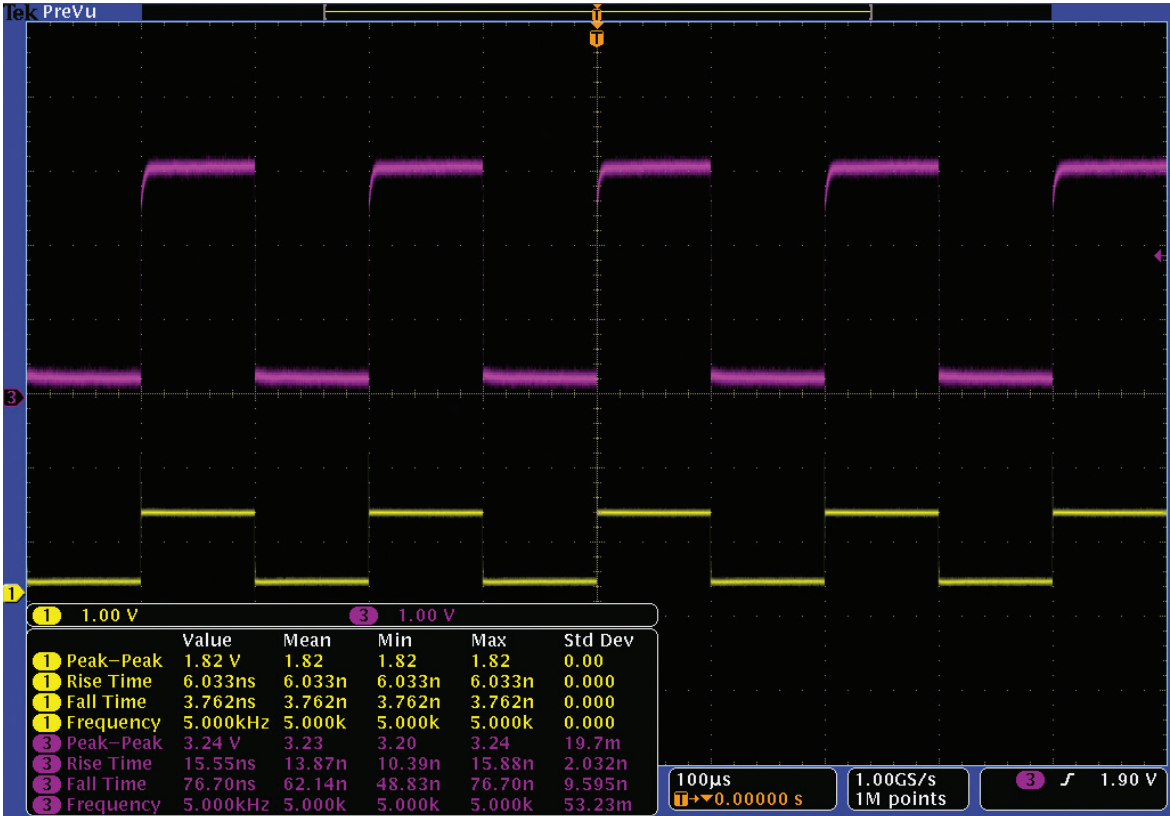 Tek PreVu
T
T
3
1
1 1.00 V 3 1.00 V
Value Mean Min Max Std Dev
1 Peak–Peak 1.82 V 1.82 1.82 1.82 0.00
1 Rise Time 6.033ns 6.033n 6.033n 6.033n 0.000
1 Fall Time 3.762ns 3.762n 3.762n 3.762n 0.000
1 Frequency 5.000kHz 5.000k 5.000k 5.000k 0.000
3 Peak–Peak 3.24 V 3.23 3.20 3.24 19.7m
3 Rise Time 15.55ns 13.87n 10.39n 15.88n 2.032n
3 Fall Time 76.70ns 62.14n 48.83n 76.70n 9.595n
3 Frequency 5.000kHz 5.000k 5.000k 5.000k 53.23m
100µs
T→▼0.00000 s
1.00GS/s
1M points
3 ʃ 1.90 V